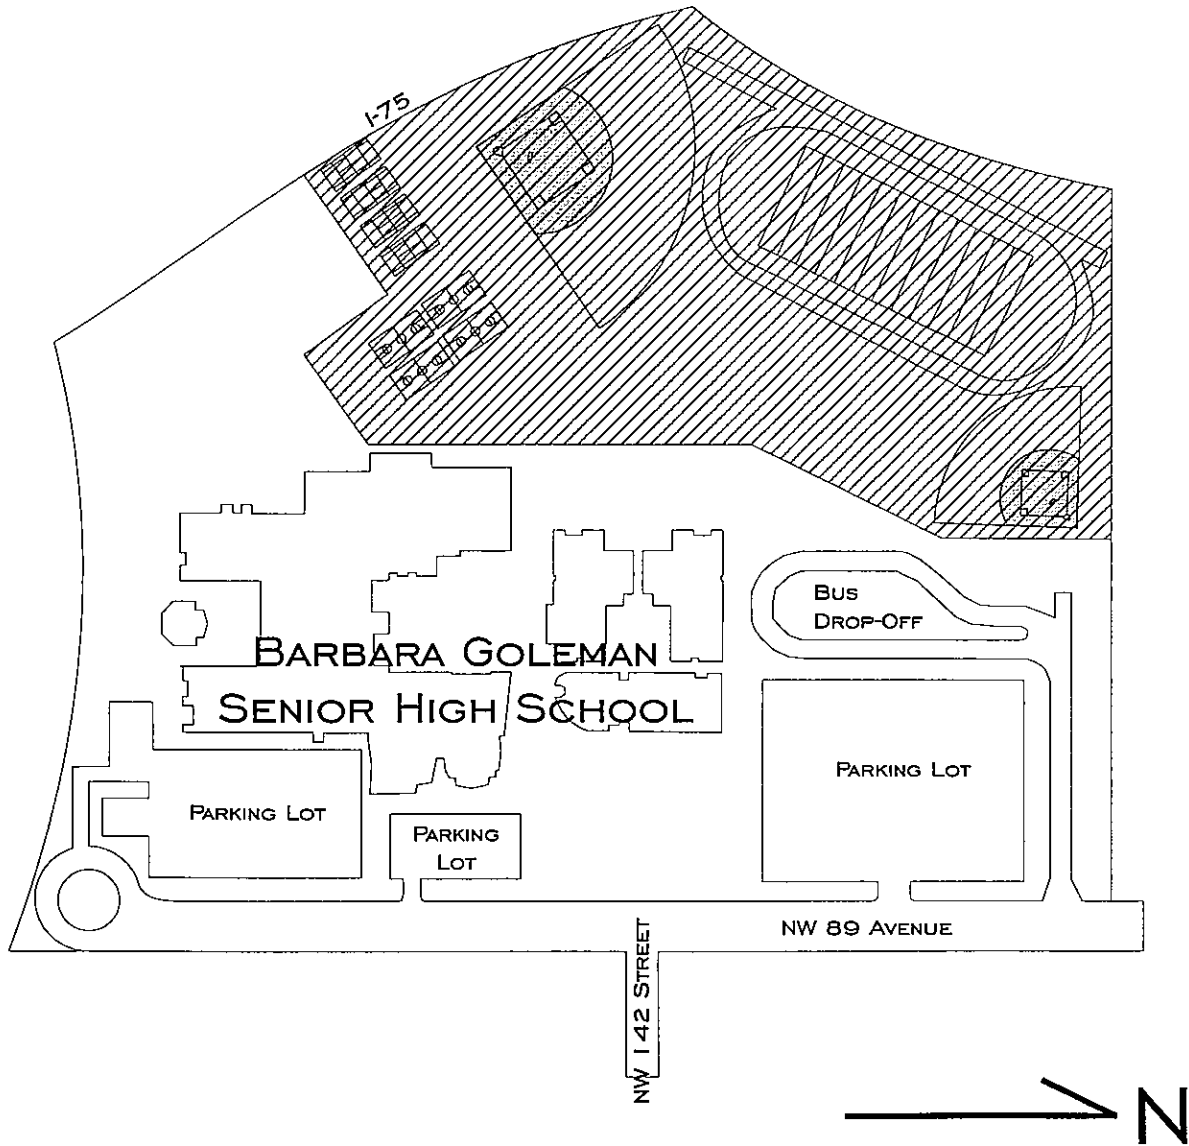 I-75
BUS
DROP-OFF
BARBARA GOLEMAN
SENIOR HIGH SCHOOL
PARKING LOT
PARKING LOT
PARKING
LOT
NW 89 AVENUE
NW 142 STREET
N